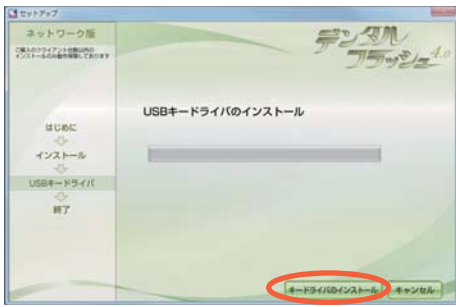 セットアップ
ネットワーク版
ご購入のクライアント台数以内の
インストールのみ動作保障しております
デンタル
フラッシュ4.0
USBキードライバのインストール
はじめに
インストール
USBキードライバ
終了
キードライバのインストール
キャンセル